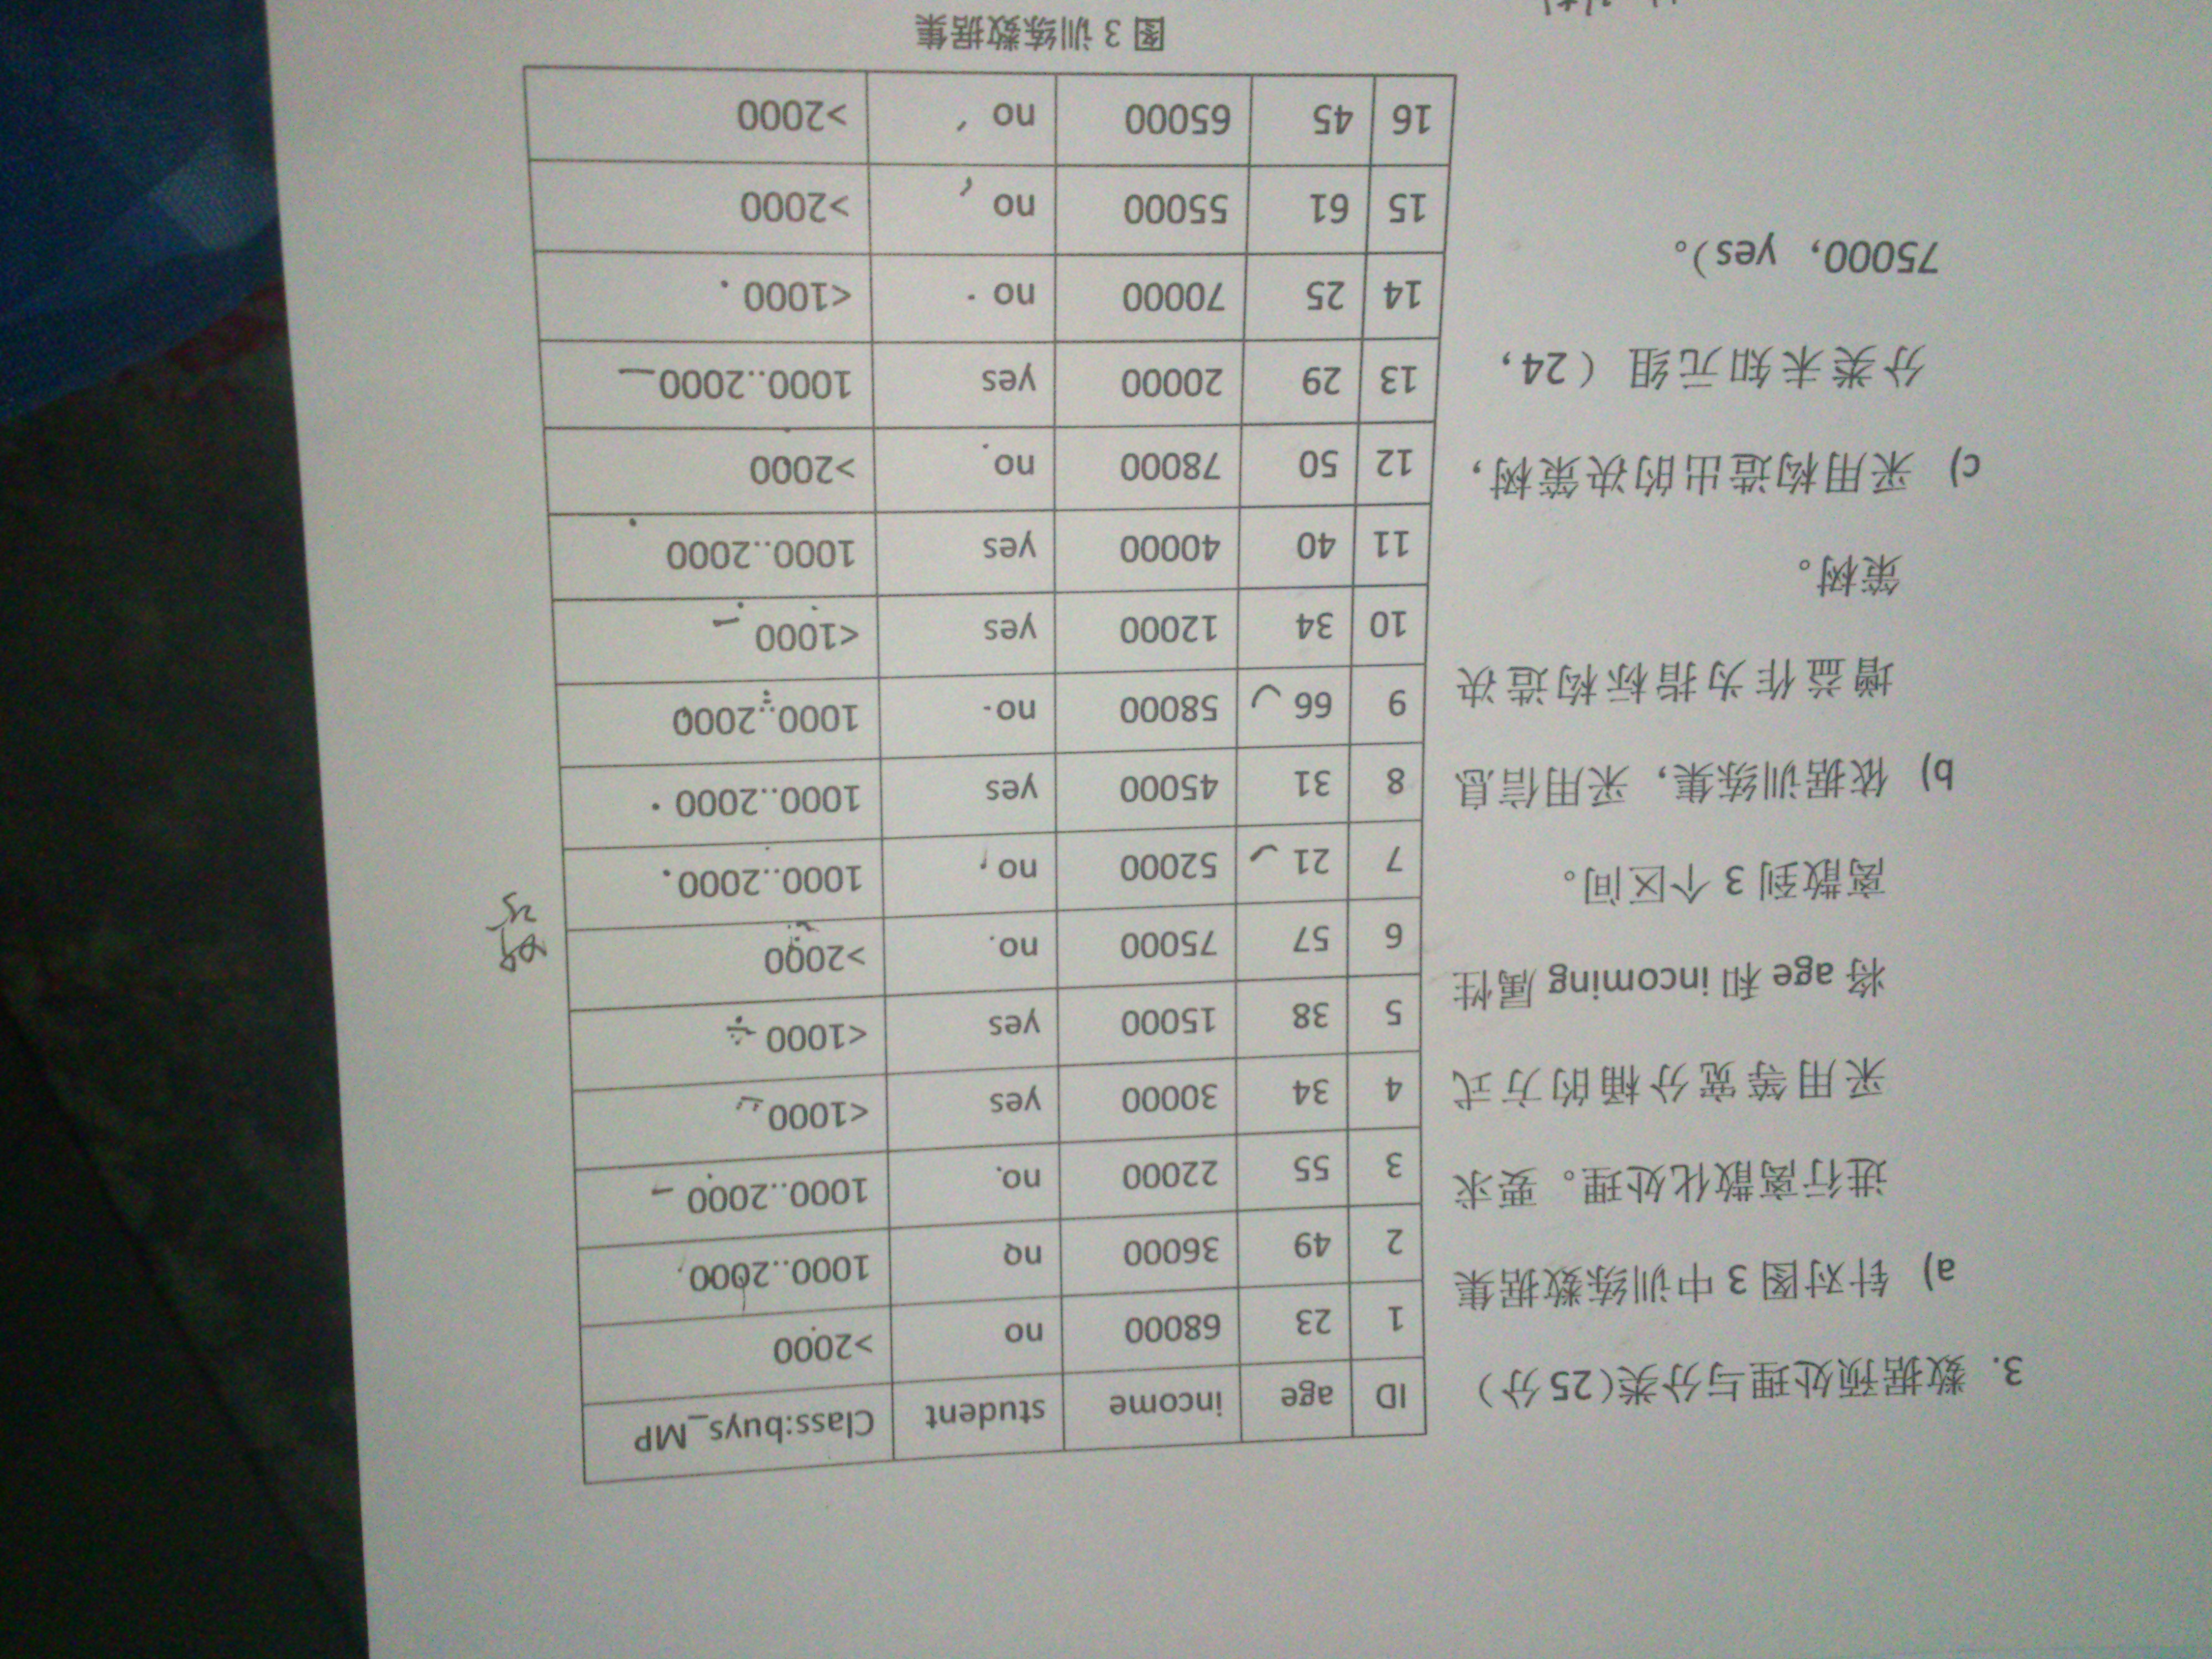 3. 数据预处理与分类(25分)
a) 针对图 3 中训练数据集
进行离散化处理。要求
采用等宽分桶的方式
将 age 和 incoming 属性
离散到 3 个区间。
b) 依据训练集，采用信息
增益作为指标构造决
策树。
c) 采用构造出的决策树，
分类未知元组（24，
75000，yes）。
ID age income student Class:buys_MP
1 23 68000 no >2000
2 49 36000 no 1000..2000
3 55 22000 no 1000..2000
4 34 30000 yes <1000
5 38 15000 yes <1000
6 57 75000 no >2000
7 21 52000 no 1000..2000
8 31 45000 yes 1000..2000
9 66 58000 no 1000..2000
10 34 12000 yes <1000
11 40 40000 yes 1000..2000
12 50 78000 no >2000
13 29 20000 yes 1000..2000
14 25 70000 no <1000
15 61 55000 no >2000
16 45 65000 no >2000
图 3 训练数据集